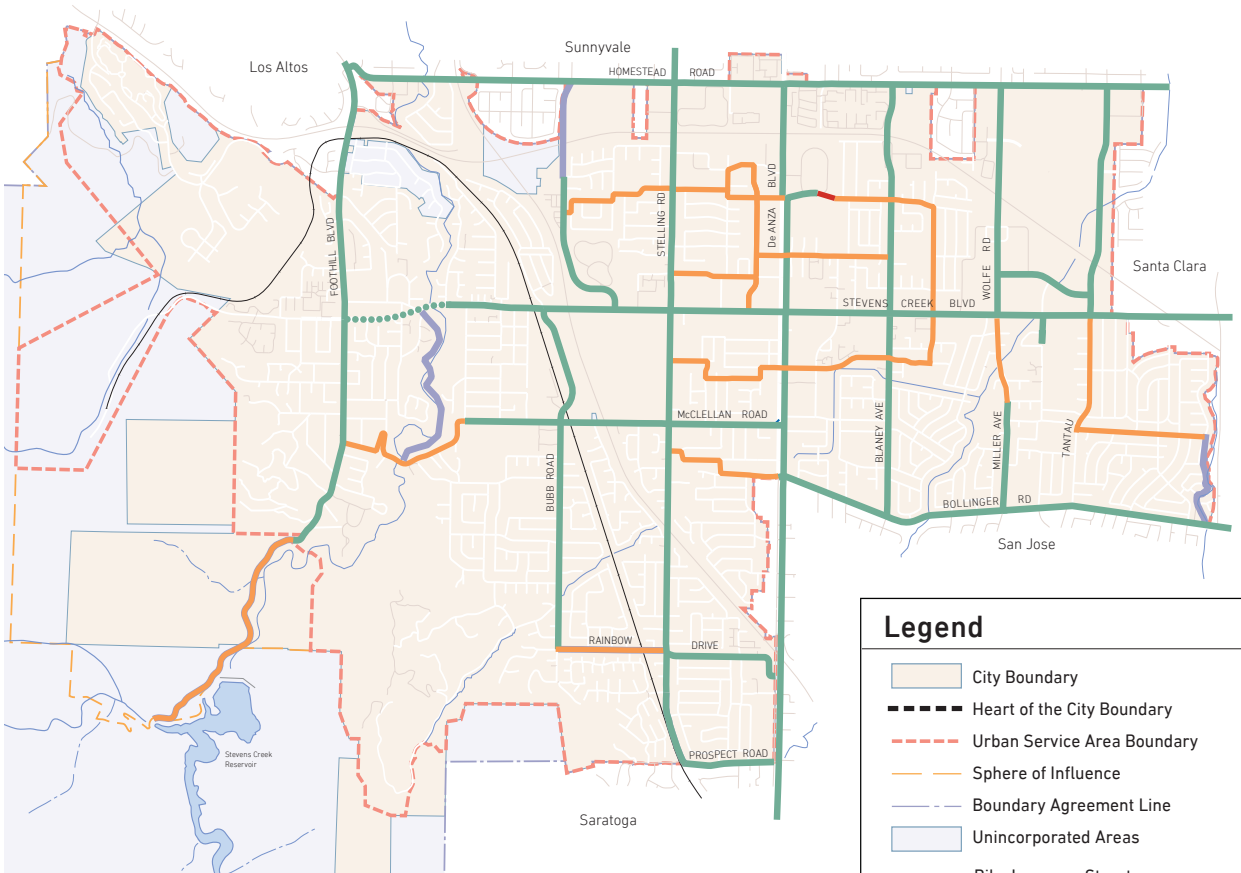 Sunnyvale
Los Altos
HOMESTEAD ROAD
STELLING RD
De ANZA BLVD
FOOTHILL BLVD
WOLFE RD
Santa Clara
STEVENS CREEK BLVD
McCLELLAN ROAD
BLANEY AVE
MILLER AVE
TANTAU
BUBB ROAD
BOLLINGER RD
San Jose
RAINBOW DRIVE
PROSPECT ROAD
Stevens Creek
Reservoir
Saratoga
Legend
City Boundary
Heart of the City Boundary
Urban Service Area Boundary
Sphere of Influence
Boundary Agreement Line
Unincorporated Areas